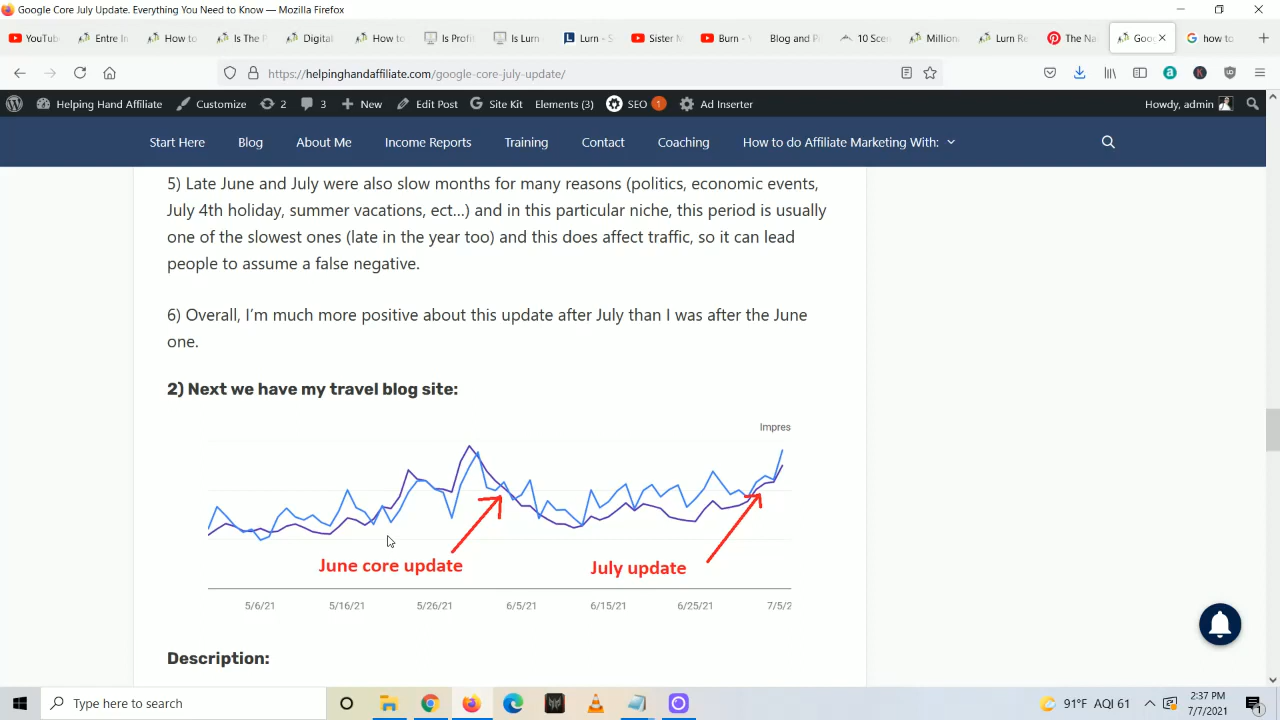 Google Core July Update. Everything You Need to Know — Mozilla Firefox
YouTub
Entre In
How to
Is The P
Digital
How to
Is Profit
Is Lurn
Lurn - S
Sister M
Burn - Y
Blog and P
10 Scen
Million
Lurn Re
The Na
Goo
how to
https://helpinghandaffiliate.com/google-core-july-update/
Helping Hand Affiliate
Customize
2
3
New
Edit Post
Site Kit
Elements (3)
SEO 1
Ad Inserter
Howdy, admin
Start Here
Blog
About Me
Income Reports
Training
Contact
Coaching
How to do Affiliate Marketing With:
5) Late June and July were also slow months for many reasons (politics, economic events,
July 4th holiday, summer vacations, ect...) and in this particular niche, this period is usually
one of the slowest ones (late in the year too) and this does affect traffic, so it can lead
people to assume a false negative.
6) Overall, I'm much more positive about this update after July than I was after the June
one.
2) Next we have my travel blog site:
Impres
June core update
July update
5/6/21
5/16/21
5/26/21
6/5/21
6/15/21
6/25/21
7/5/2
Description:
Type here to search
91°F AQI 61
2:37 PM
7/7/2021
1